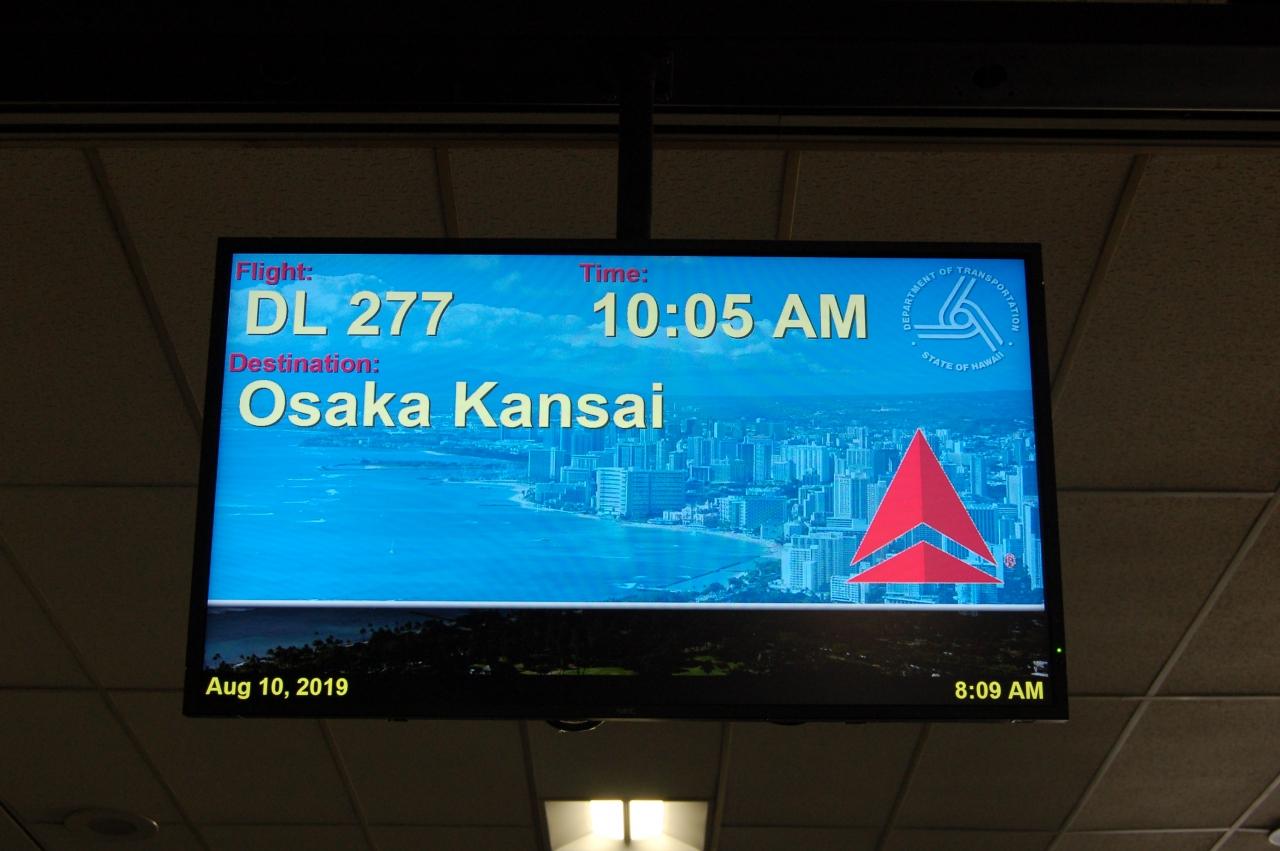 Flight:
Time:
DL 277
10:05 AM
DEPARTMENT OF TRANSPORTATION
STATE OF HAWAII
Destination:
Osaka Kansai
®
Aug 10, 2019
8:09 AM
NEC